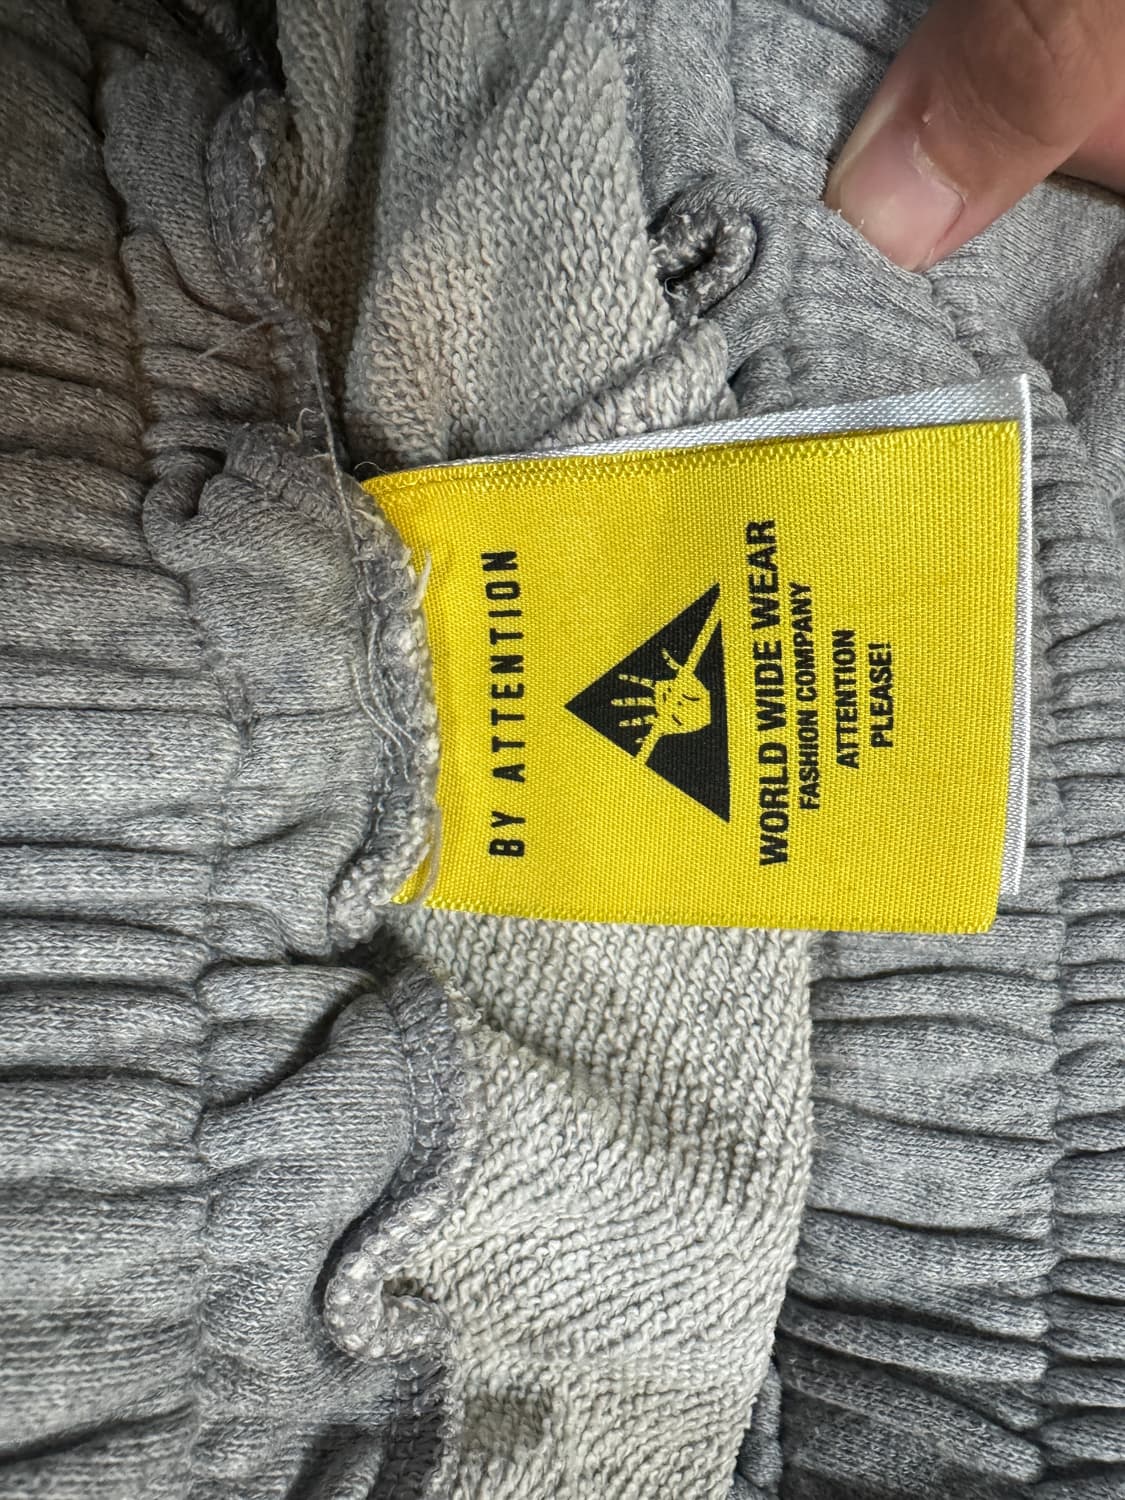 BY ATTENTION
WORLD WIDE WEAR
FASHION COMPANY
ATTENTION
PLEASE!